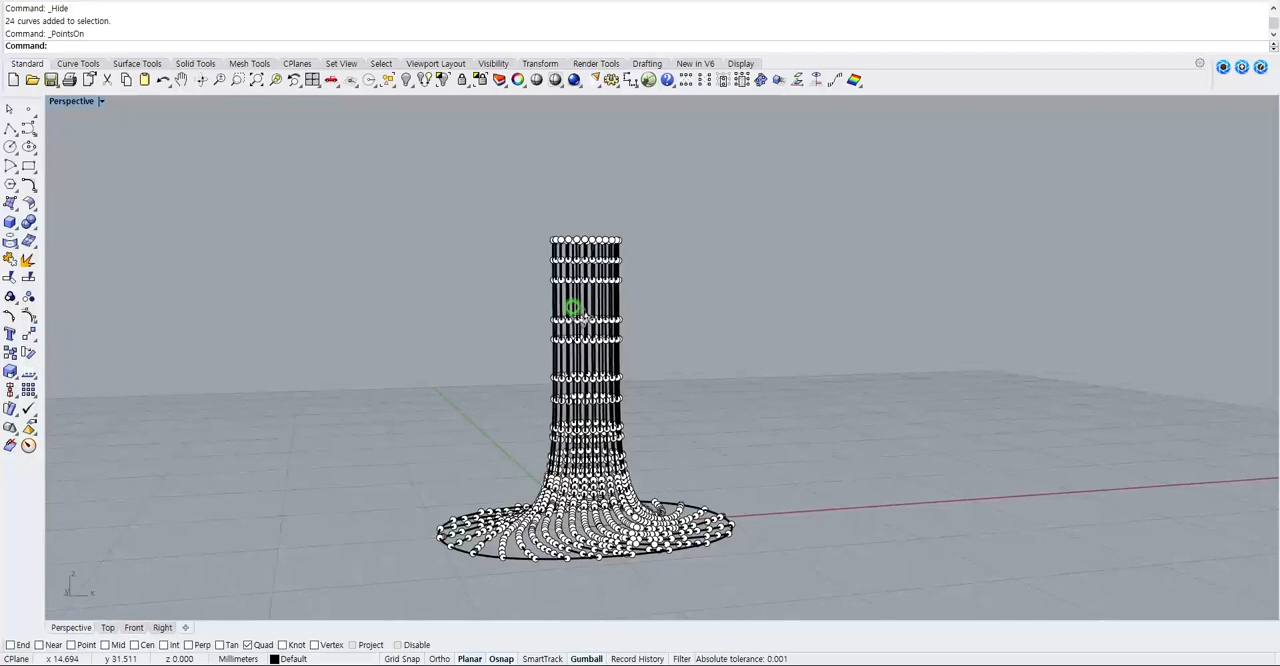 Command: _Hide
24 curves added to selection.
Command: _PointsOn
Command:
Standard Curve Tools Surface Tools Solid Tools Mesh Tools CPlanes Set View Select Viewport Layout Visibility Transform Render Tools Drafting New in V6 Display
Perspective
z
y x
Perspective Top Front Right
End Near Point Mid Cen Int Perp Tan Quad Knot Vertex Project Disable
CPlane x 14.694 y 31.511 z 0.000 Millimeters Default Grid Snap Ortho Planar Osnap SmartTrack Gumball Record History Filter Absolute tolerance: 0.001